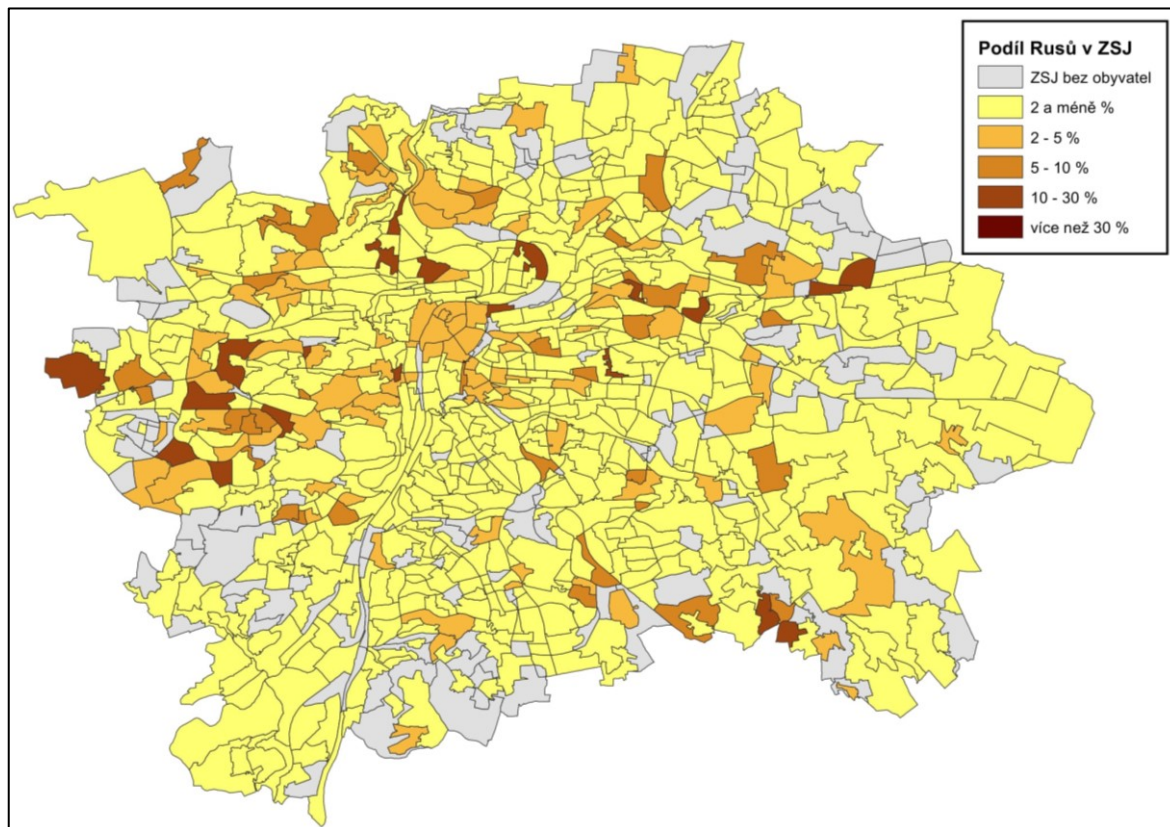 Podíl Rusů v ZSJ
ZSJ bez obyvatel
2 a méně %
2 - 5 %
5 - 10 %
10 - 30 %
více než 30 %